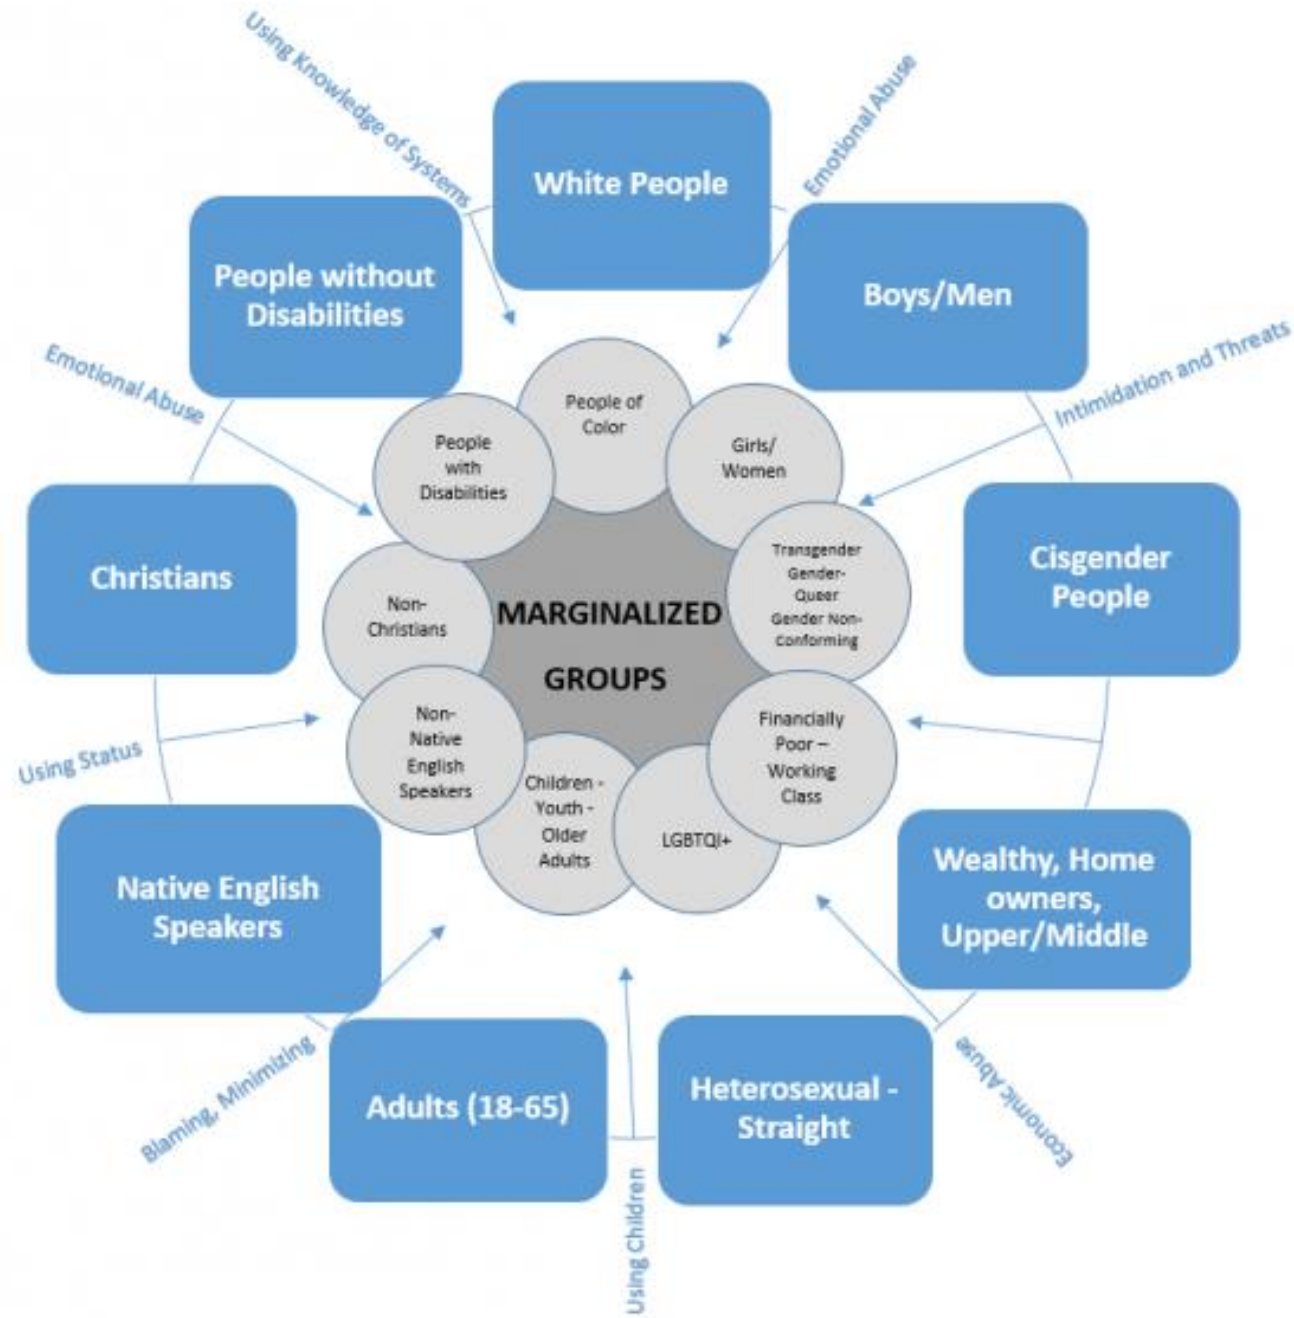 Using Knowledge of Systems
Emotional Abuse
White People
People without
Disabilities
Boys/Men
Emotional Abuse
Intimidation and Threats
People of
Color
People
with
Disabilities
Girls/
Women
Christians
Cisgender
People
Transgender
Gender-
Queer
Gender Non-
Conforming
Non-
Christians
MARGINALIZED
GROUPS
Non-
Native
English
Speakers
Financially
Poor –
Working
Class
Using Status
Children -
Youth -
Older
Adults
LGBTQI+
Native English
Speakers
Wealthy, Home
owners,
Upper/Middle
Blaming, Minimizing
Economic Abuse
Adults (18-65)
Heterosexual -
Straight
Using Children